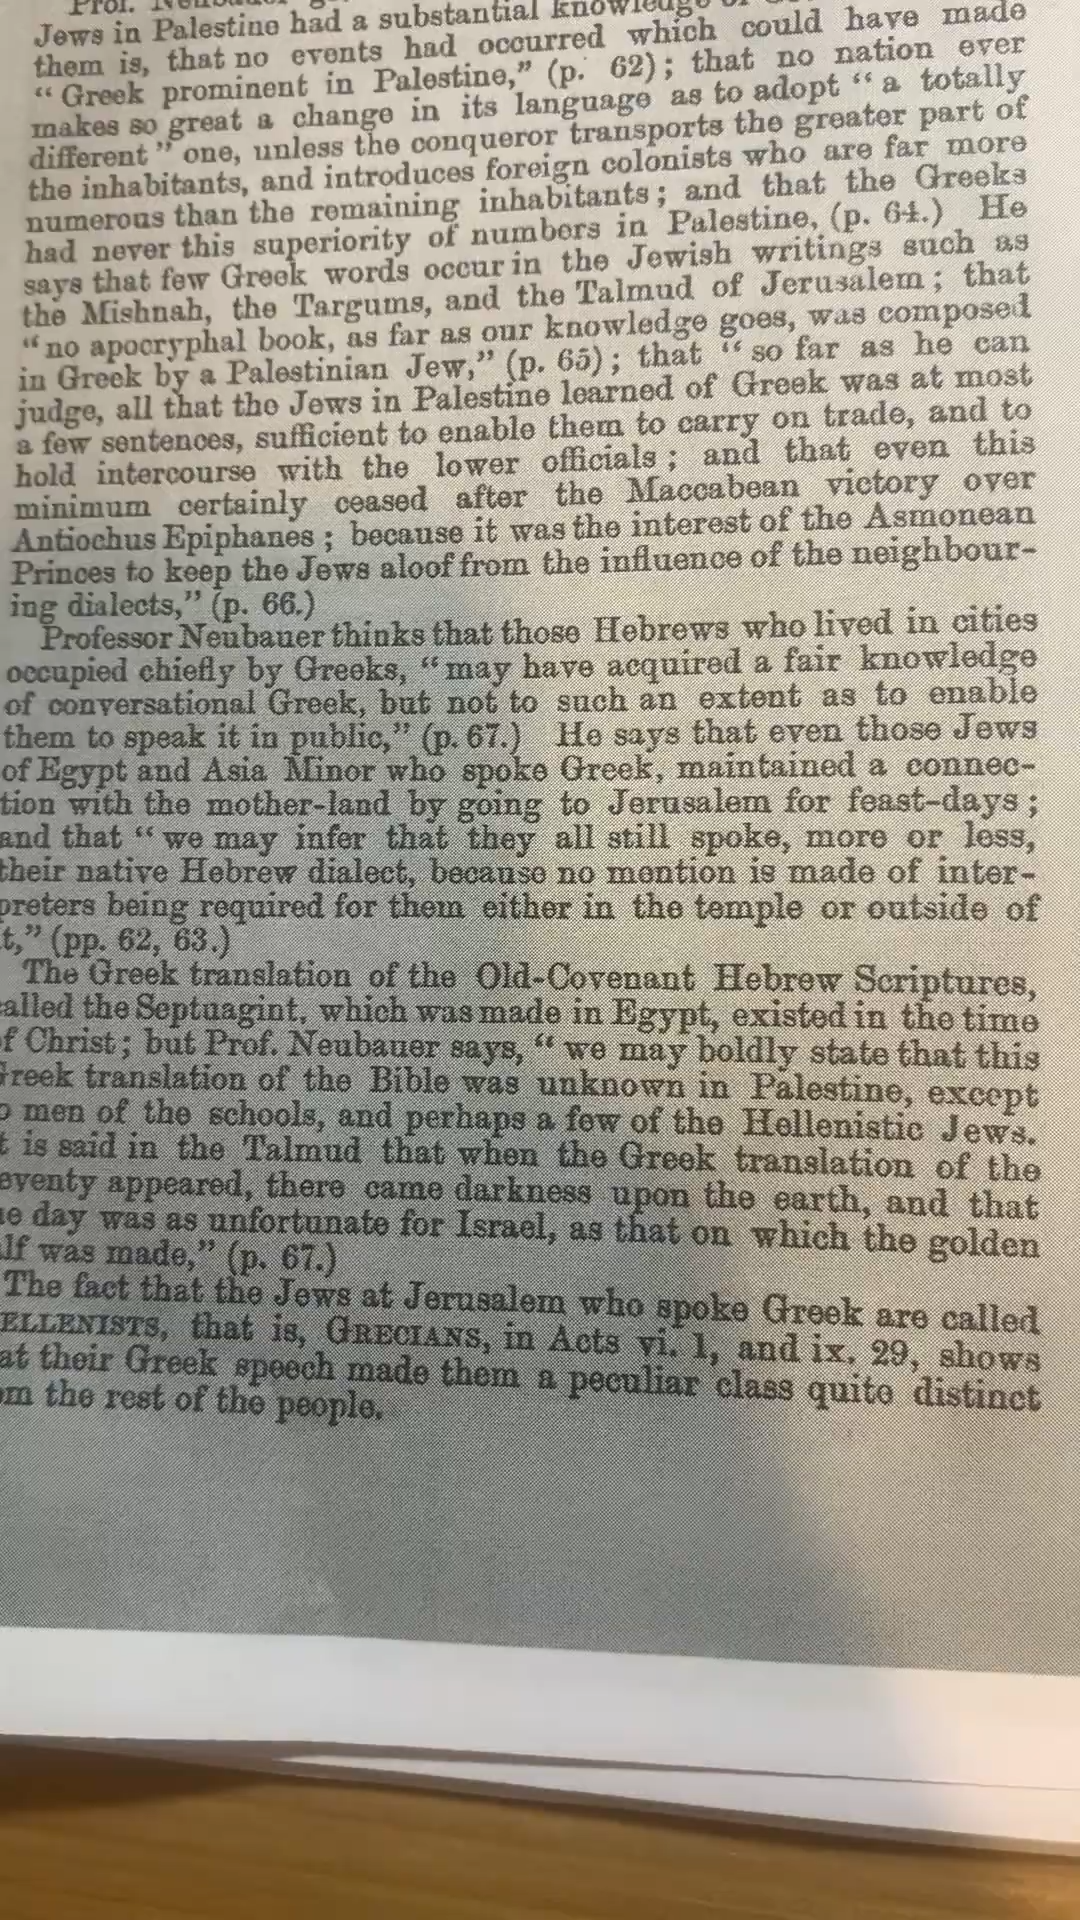 Prof.
Jews in Palestine had a substantial knowledge
them is, that no events had occurred which could have made
“Greek prominent in Palestine,” (p. 62); that no nation ever
makes so great a change in its language as to adopt “a totally
different” one, unless the conqueror transports the greater part of
the inhabitants, and introduces foreign colonists who are far more
numerous than the remaining inhabitants; and that the Greeks
had never this superiority of numbers in Palestine, (p. 64.) He
says that few Greek words occur in the Jewish writings such as
the Mishnah, the Targums, and the Talmud of Jerusalem; that
“no apocryphal book, as far as our knowledge goes, was composed
in Greek by a Palestinian Jew,” (p. 65); that “so far as he can
judge, all that the Jews in Palestine learned of Greek was at most
a few sentences, sufficient to enable them to carry on trade, and to
hold intercourse with the lower officials; and that even this
minimum certainly ceased after the Maccabean victory over
Antiochus Epiphanes; because it was the interest of the Asmonean
Princes to keep the Jews aloof from the influence of the neighbour-
ing dialects,” (p. 66.)
Professor Neubauer thinks that those Hebrews who lived in cities
occupied chiefly by Greeks, “may have acquired a fair knowledge
of conversational Greek, but not to such an extent as to enable
them to speak it in public,” (p. 67.) He says that even those Jews
of Egypt and Asia Minor who spoke Greek, maintained a connec-
tion with the mother-land by going to Jerusalem for feast-days;
and that “we may infer that they all still spoke, more or less,
their native Hebrew dialect, because no mention is made of inter-
preters being required for them either in the temple or outside of
t,” (pp. 62, 63.)
The Greek translation of the Old-Covenant Hebrew Scriptures,
alled the Septuagint, which was made in Egypt, existed in the time
f Christ; but Prof. Neubauer says, “we may boldly state that this
Greek translation of the Bible was unknown in Palestine, except
o men of the schools, and perhaps a few of the Hellenistic Jews.
t is said in the Talmud that when the Greek translation of the
eventy appeared, there came darkness upon the earth, and that
e day was as unfortunate for Israel, as that on which the golden
lf was made,” (p. 67.)
The fact that the Jews at Jerusalem who spoke Greek are called
ELLENISTS, that is, GRECIANS, in Acts vi. 1, and ix. 29, shows
at their Greek speech made them a peculiar class quite distinct
om the rest of the people.